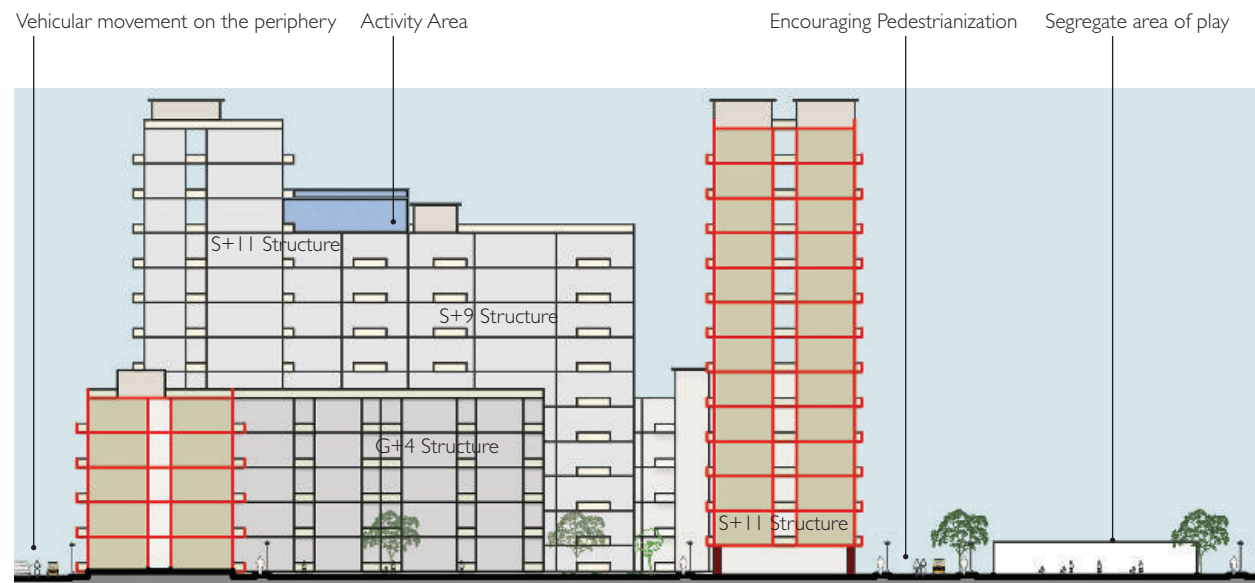 Vehicular movement on the periphery
Activity Area
Encouraging Pedestrianization
Segregate area of play
S+11 Structure
S+9 Structure
G+4 Structure
S+11 Structure